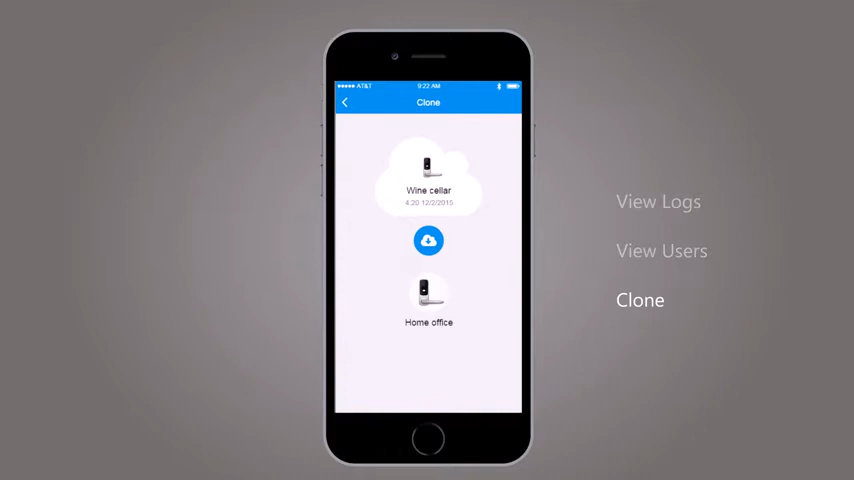 AT&T 9:22 AM
Clone
Wine cellar
4:20 12/2/2015
Home office
View Logs
View Users
Clone